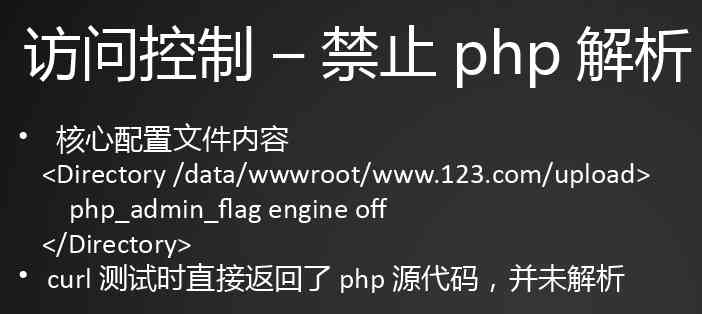 访问控制 – 禁止 php 解析
• 核心配置文件内容
<Directory /data/wwwroot/www.123.com/upload>
php_admin_flag engine off
</Directory>
• curl 测试时直接返回了 php 源代码，并未解析